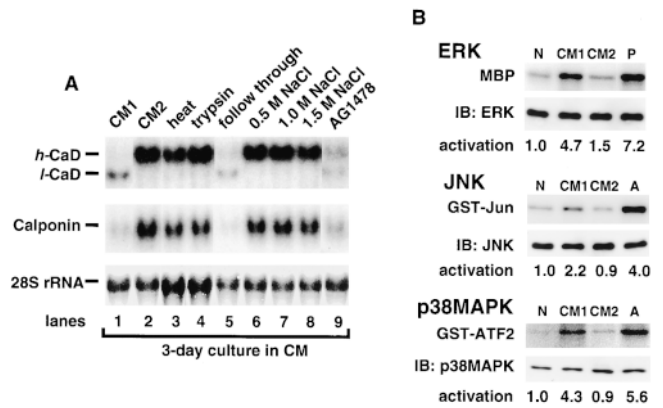 A
CM1
CM2
heat
trypsin
follow through
0.5 M NaCl
1.0 M NaCl
1.5 M NaCl
AG1478
h-CaD
l-CaD
Calponin
28S rRNA
lanes 1 2 3 4 5 6 7 8 9
3-day culture in CM
B
ERK N CM1 CM2 P
MBP
IB: ERK
activation 1.0 4.7 1.5 7.2
JNK N CM1 CM2 A
GST-Jun
IB: JNK
activation 1.0 2.2 0.9 4.0
p38MAPK N CM1 CM2 A
GST-ATF2
IB: p38MAPK
activation 1.0 4.3 0.9 5.6